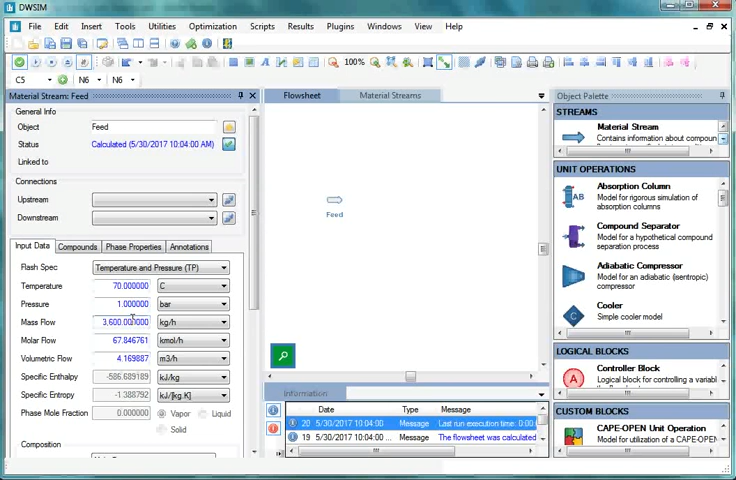 DWSIM
File Edit Insert Tools Utilities Optimization Scripts Results Plugins Windows View Help
100%
C5 N6 N6
Material Stream: Feed
General Info
Object Feed
Status Calculated (5/30/2017 10:04:00 AM)
Linked to
Connections
Upstream
Downstream
Input Data Compounds Phase Properties Annotations
Flash Spec Temperature and Pressure (TP)
Temperature 70.000000 C
Pressure 1.000000 bar
Mass Flow 3,600.000000 kg/h
Molar Flow 67.846761 kmol/h
Volumetric Flow 4.169887 m3/h
Specific Enthalpy -586.689189 kJ/kg
Specific Entropy -1.388792 kJ/[kg.K]
Phase Mole Fraction 0.000000 Vapor Liquid
Solid
Composition
Flowsheet Material Streams
Feed
Information
Date Type Message
20 5/30/2017 10:04:00 Message Last run execution time: 0:00:
19 5/30/2017 10:04:00 ... Message The flowsheet was calculated
Object Palette
STREAMS
Material Stream
Contains information about compoun
UNIT OPERATIONS
Absorption Column
Model for rigorous simulation of
absorption columns
Compound Separator
Model for a hypothetical compound
separation process
Adiabatic Compressor
Model for an adiabatic (isentropic)
compressor
Cooler
Simple cooler model
LOGICAL BLOCKS
Controller Block
Logical block for controlling a variabl
CUSTOM BLOCKS
CAPE-OPEN Unit Operation
Model for utilization of a CAPE-OPEN